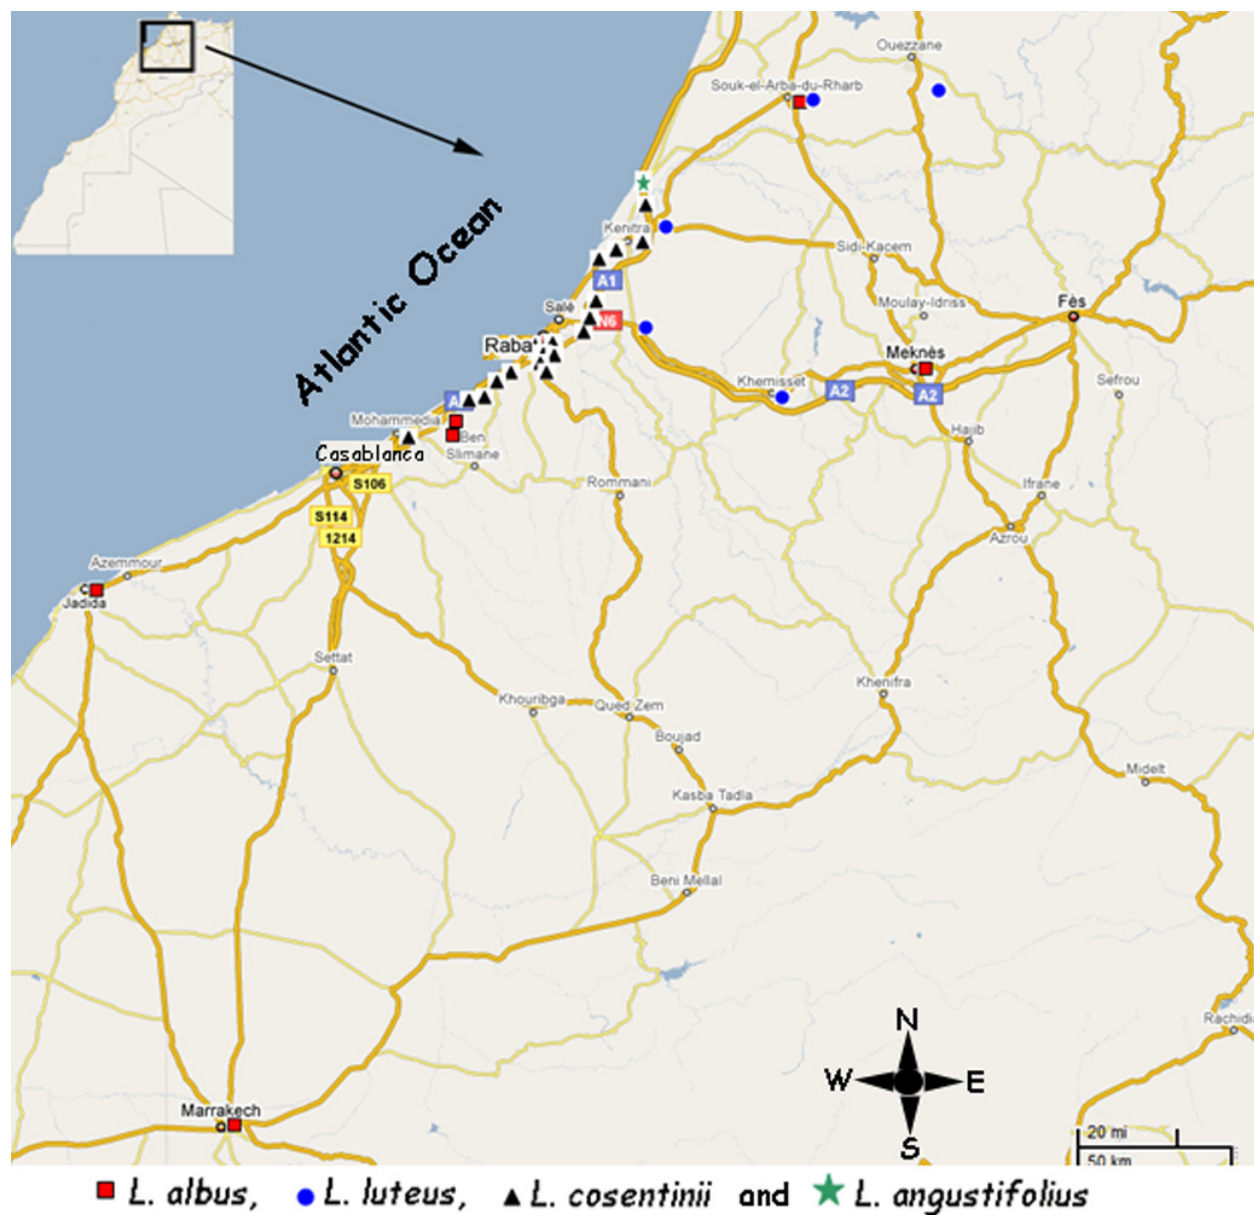 Ouezzane
Souk-el-Arba-du-Rharb
Atlantic Ocean
Kenitra
Sidi-Kacem
A1
Moulay-Idriss
Fès
Salé
N6
Raba
Meknès
Khemisset
A2
A2
Sefrou
A
Mohammedia
Ben
Slimane
Hajib
Casablanca
S106
Rommani
Ifrane
S114
1214
Azrou
Azemmour
Jadida
Settat
Khenifra
Khouribga
Oued Zem
Boujad
Midelt
Kasba Tadla
Beni Mellal
Rachidi
N
W E
S
Marrakech
20 mi
50 km
L. albus, L. luteus, L. cosentinii and L. angustifolius